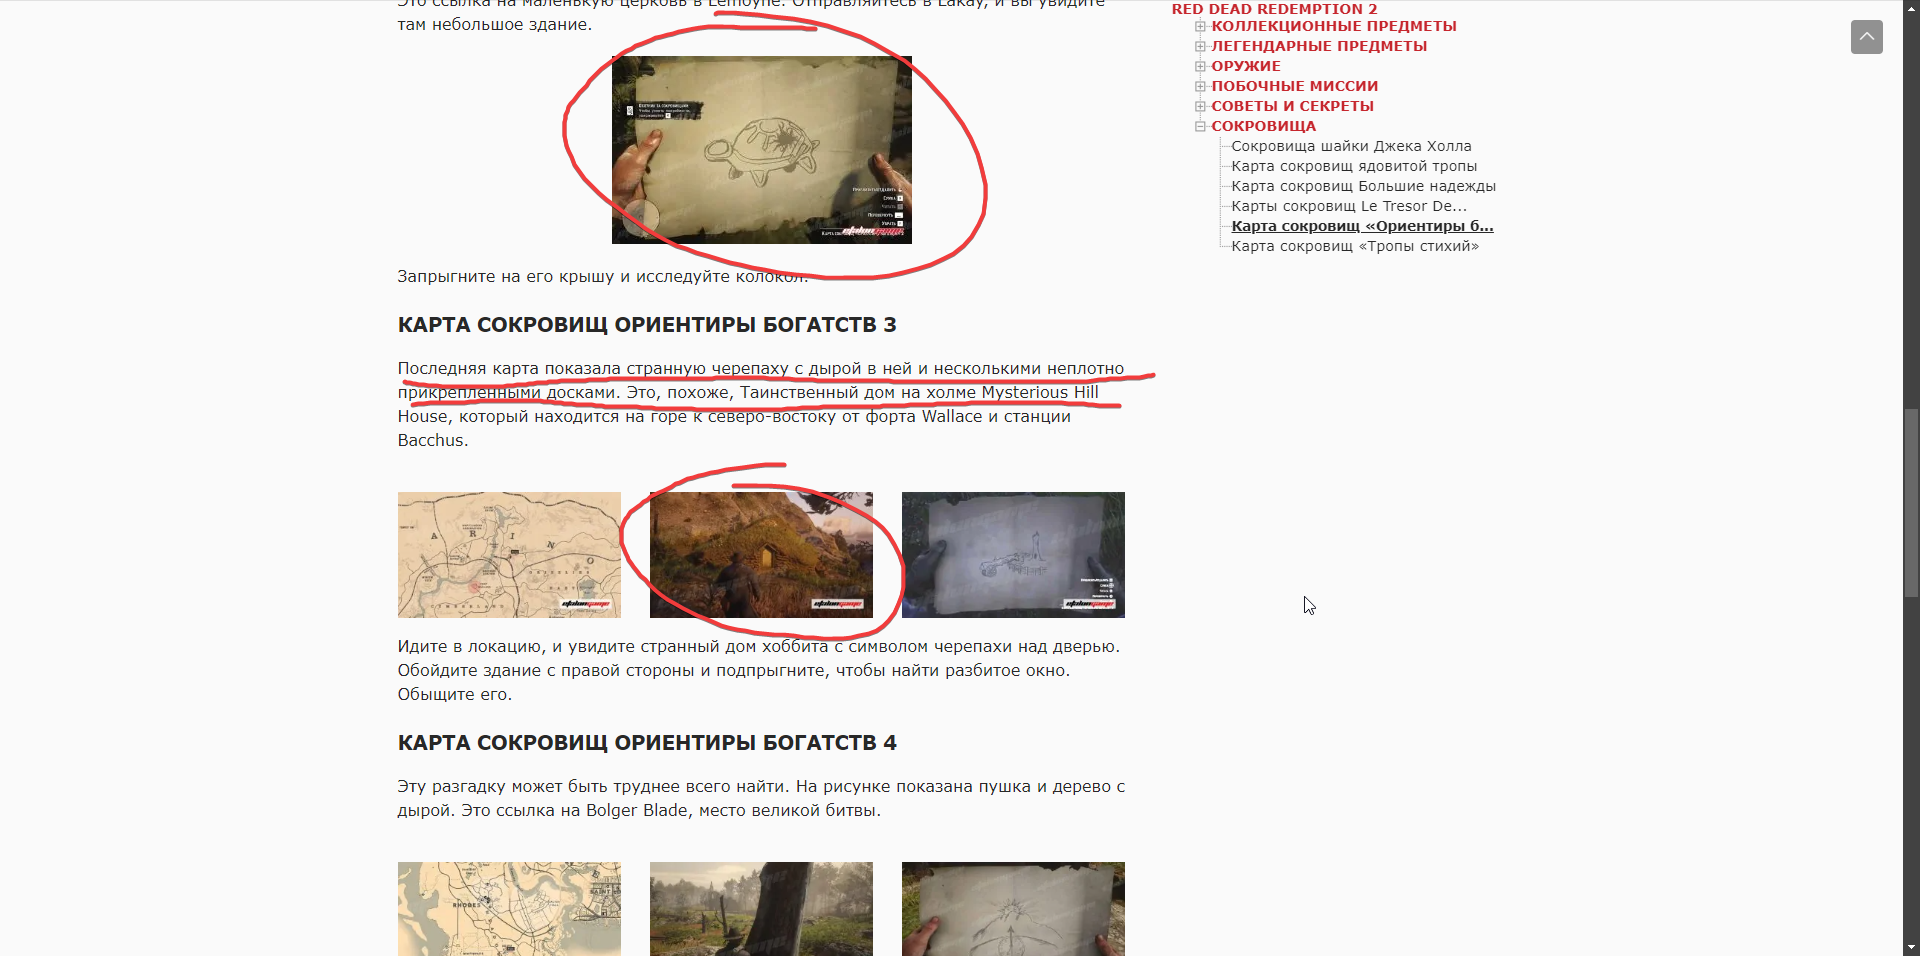 Это ссылка на маленькую церковь в Lemoyne. Отправляйтесь в Lakay, и вы увидите
там небольшое здание.
Запрыгните на его крышу и исследуйте колокол.
КАРТА СОКРОВИЩ ОРИЕНТИРЫ БОГАТСТВ 3
Последняя карта показала странную черепаху с дырой в ней и несколькими неплотно
прикрепленными досками. Это, похоже, Таинственный дом на холме Mysterious Hill
House, который находится на горе к северо-востоку от форта Wallace и станции
Bacchus.
etalongame
etalongame
etalongame
Идите в локацию, и увидите странный дом хоббита с символом черепахи над дверью.
Обойдите здание с правой стороны и подпрыгните, чтобы найти разбитое окно.
Обыщите его.
КАРТА СОКРОВИЩ ОРИЕНТИРЫ БОГАТСТВ 4
Эту разгадку может быть труднее всего найти. На рисунке показана пушка и дерево с
дырой. Это ссылка на Bolger Blade, место великой битвы.
RHODES
RED DEAD REDEMPTION 2
КОЛЛЕКЦИОННЫЕ ПРЕДМЕТЫ
ЛЕГЕНДАРНЫЕ ПРЕДМЕТЫ
ОРУЖИЕ
ПОБОЧНЫЕ МИССИИ
СОВЕТЫ И СЕКРЕТЫ
СОКРОВИЩА
Сокровища шайки Джека Холла
Карта сокровищ ядовитой тропы
Карта сокровищ Большие надежды
Карты сокровищ Le Tresor De...
Карта сокровищ «Ориентиры б...
Карта сокровищ «Тропы стихий»